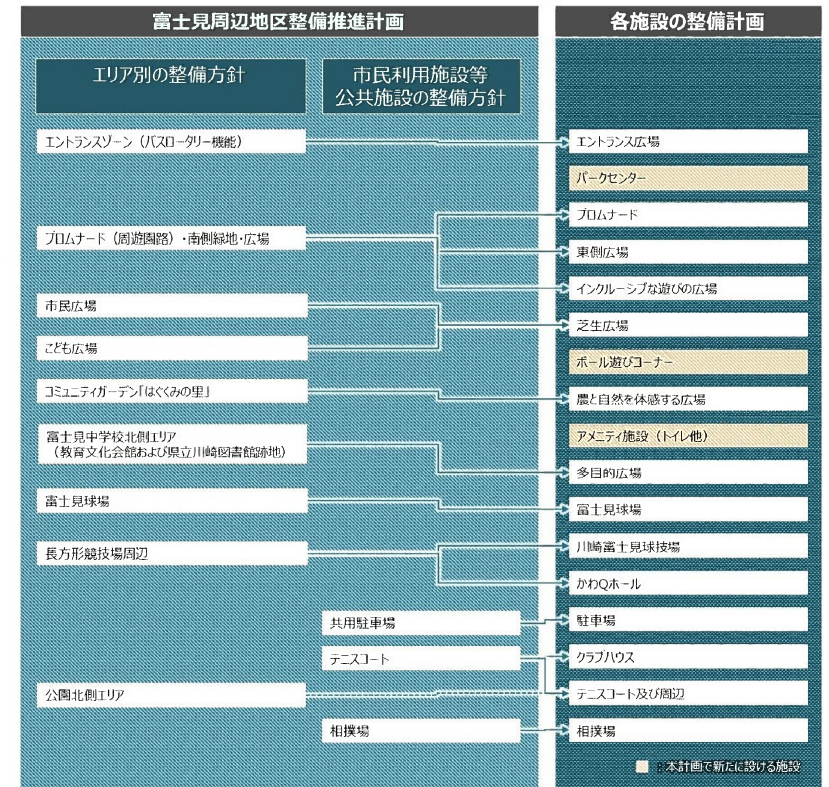 富士見周辺地区整備推進計画
各施設の整備計画
エリア別の整備方針
市民利用施設等
公共施設の整備方針
エントランスゾーン（バスロータリー機能）
プロムナード（周遊園路）・南側緑地・広場
市民広場
こども広場
コミュニティガーデン「はぐくみの里」
富士見中学校北側エリア
（教育文化会館および県立川崎図書館跡地）
富士見球場
長方形競技場周辺
共用駐車場
テニスコート
公園北側エリア
相撲場
エントランス広場
パークセンター
プロムナード
東側広場
インクルーシブな遊びの広場
芝生広場
ボール遊びコーナー
農と自然を体感する広場
アメニティ施設（トイレ他）
多目的広場
富士見球場
川崎富士見球技場
かわQホール
駐車場
クラブハウス
テニスコート及び周辺
相撲場
：本計画で新たに設ける施設